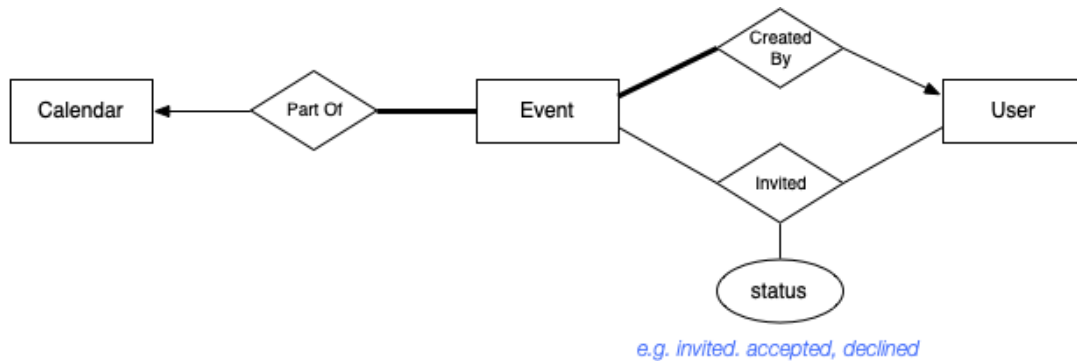 Calendar
Part Of
Event
Created
By
User
Invited
status
e.g. invited. accepted, declined